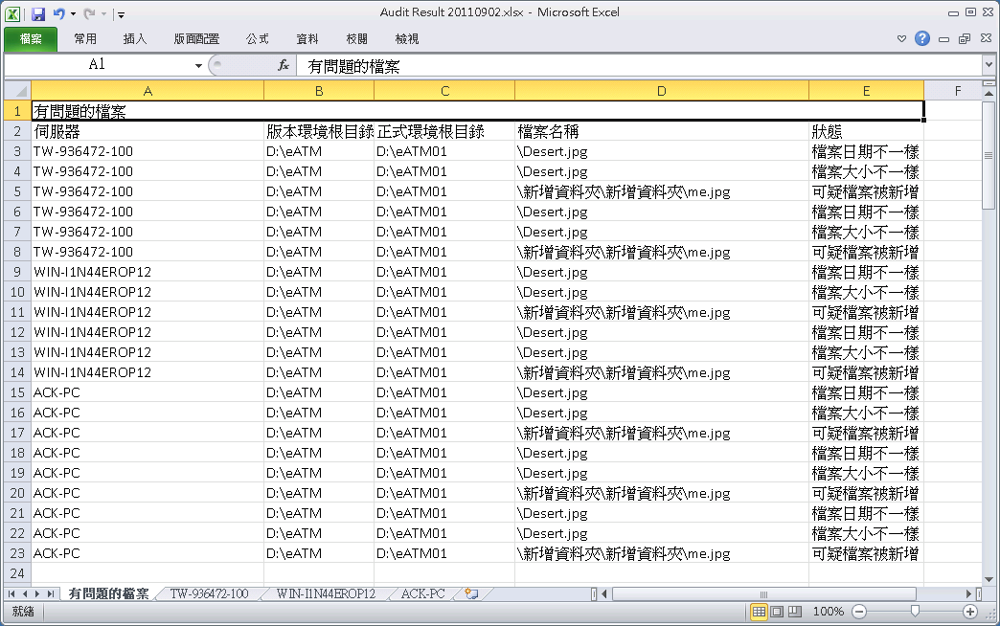 Audit Result 20110902.xlsx - Microsoft Excel
檔案 常用 插入 版面配置 公式 資料 校閱 檢視
A1 fx 有問題的檔案
A B C D E F
1 有問題的檔案
2 伺服器 版本環境根目錄 正式環境根目錄 檔案名稱 狀態
3 TW-936472-100 D:\eATM D:\eATM01 \Desert.jpg 檔案日期不一樣
4 TW-936472-100 D:\eATM D:\eATM01 \Desert.jpg 檔案大小不一樣
5 TW-936472-100 D:\eATM D:\eATM01 \新增資料夾\新增資料夾\me.jpg 可疑檔案被新增
6 TW-936472-100 D:\eATM D:\eATM01 \Desert.jpg 檔案日期不一樣
7 TW-936472-100 D:\eATM D:\eATM01 \Desert.jpg 檔案大小不一樣
8 TW-936472-100 D:\eATM D:\eATM01 \新增資料夾\新增資料夾\me.jpg 可疑檔案被新增
9 WIN-I1N44EROP12 D:\eATM D:\eATM01 \Desert.jpg 檔案日期不一樣
10 WIN-I1N44EROP12 D:\eATM D:\eATM01 \Desert.jpg 檔案大小不一樣
11 WIN-I1N44EROP12 D:\eATM D:\eATM01 \新增資料夾\新增資料夾\me.jpg 可疑檔案被新增
12 WIN-I1N44EROP12 D:\eATM D:\eATM01 \Desert.jpg 檔案日期不一樣
13 WIN-I1N44EROP12 D:\eATM D:\eATM01 \Desert.jpg 檔案大小不一樣
14 WIN-I1N44EROP12 D:\eATM D:\eATM01 \新增資料夾\新增資料夾\me.jpg 可疑檔案被新增
15 ACK-PC D:\eATM D:\eATM01 \Desert.jpg 檔案日期不一樣
16 ACK-PC D:\eATM D:\eATM01 \Desert.jpg 檔案大小不一樣
17 ACK-PC D:\eATM D:\eATM01 \新增資料夾\新增資料夾\me.jpg 可疑檔案被新增
18 ACK-PC D:\eATM D:\eATM01 \Desert.jpg 檔案日期不一樣
19 ACK-PC D:\eATM D:\eATM01 \Desert.jpg 檔案大小不一樣
20 ACK-PC D:\eATM D:\eATM01 \新增資料夾\新增資料夾\me.jpg 可疑檔案被新增
21 ACK-PC D:\eATM D:\eATM01 \Desert.jpg 檔案日期不一樣
22 ACK-PC D:\eATM D:\eATM01 \Desert.jpg 檔案大小不一樣
23 ACK-PC D:\eATM D:\eATM01 \新增資料夾\新增資料夾\me.jpg 可疑檔案被新增
24
有問題的檔案 TW-936472-100 WIN-I1N44EROP12 ACK-PC
就緒 100%